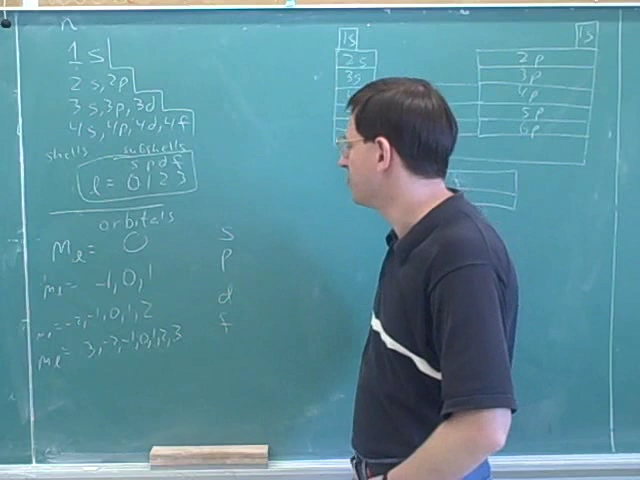 n
1s
2s, 2p
3s, 3p, 3d
4s, 4p, 4d, 4f
shells subshells
s p d f
l = 0 1 2 3
orbitals
Ml = 0 s
ml = -1, 0, 1 p
ml = -2, -1, 0, 1, 2 d
ml = 3, -2, -1, 0, 1, 2, 3 f
1s 1s
2s 2p
3s 3p
4p
5p
6p